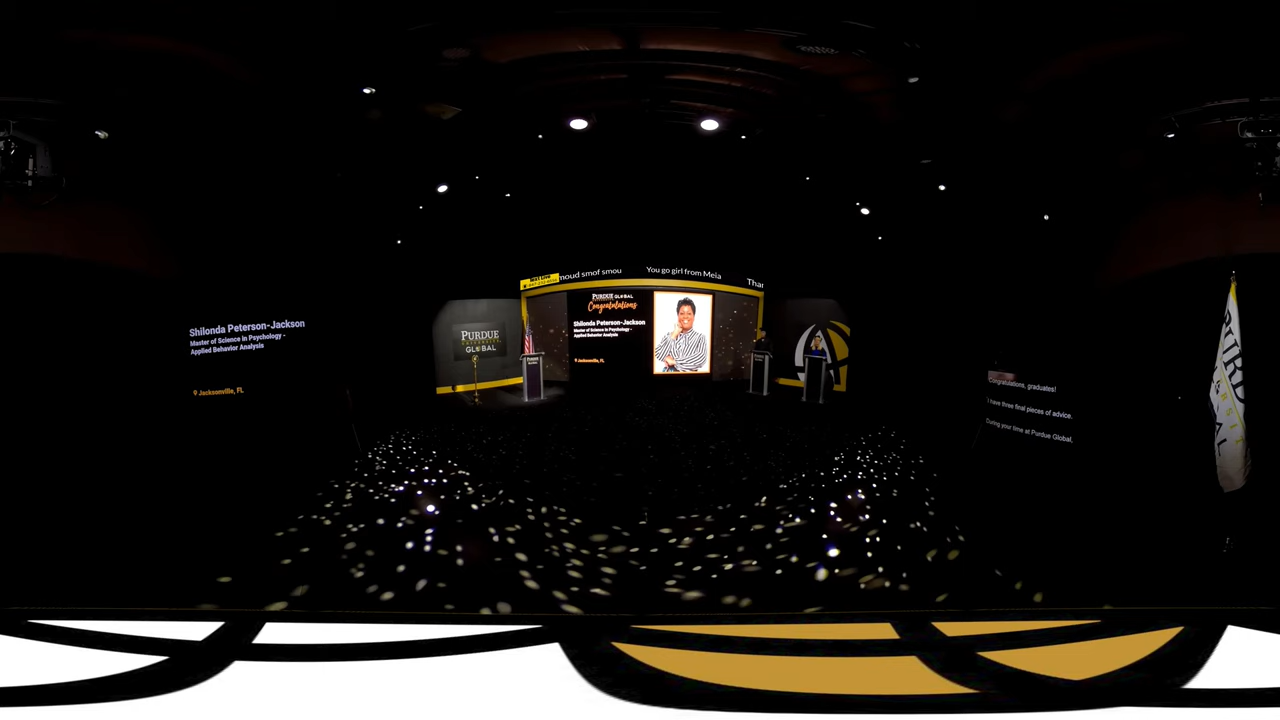 Shilonda Peterson-Jackson
Master of Science in Psychology -
Applied Behavior Analysis
Jacksonville, FL
PURDUE
UNIVERSITY
GLOBAL
moud smof smou
You go girl from Meia
PURDUE
GLOBAL
Congratulations
Shilonda Peterson-Jackson
Master of Science in Psychology -
Applied Behavior Analysis
Jacksonville, FL
Congratulations, graduates!
I have three final pieces of advice.
During your time at Purdue Global,